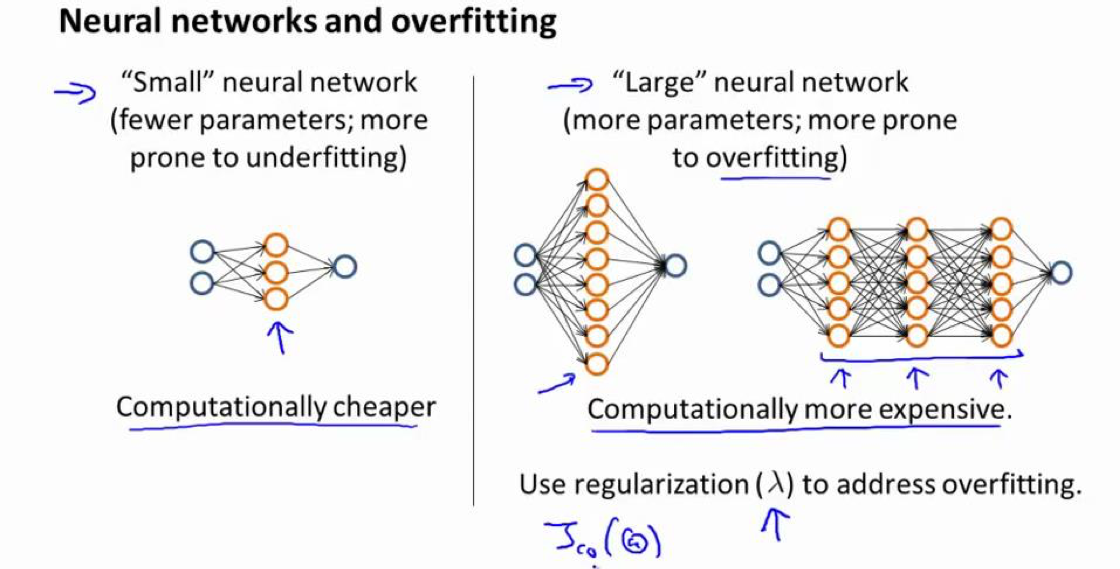 Neural networks and overfitting
“Small” neural network
(fewer parameters; more
prone to underfitting)
Computationally cheaper
“Large” neural network
(more parameters; more prone
to overfitting)
Computationally more expensive.
Use regularization (λ) to address overfitting.
J_cv(Θ)